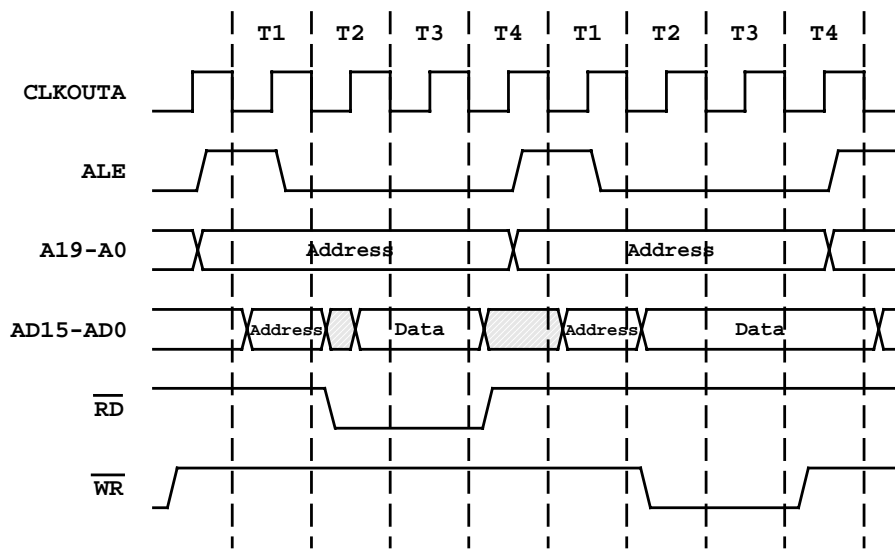 T1 T2 T3 T4 T1 T2 T3 T4
CLKOUTA
ALE
A19-A0 Address Address
AD15-AD0 Address Data Address Data
RD
WR